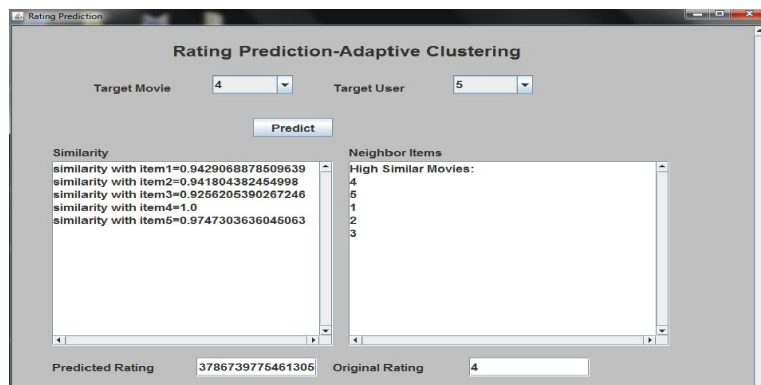 Rating Prediction
Rating Prediction-Adaptive Clustering
Target Movie 4 Target User 5
Predict
Similarity
similarity with item1=0.9429068878509639
similarity with item2=0.941804382454998
similarity with item3=0.9256205390267246
similarity with item4=1.0
similarity with item5=0.9747303636045063
Neighbor Items
High Similar Movies:
4
5
1
2
3
Predicted Rating 3786739775461305 Original Rating 4